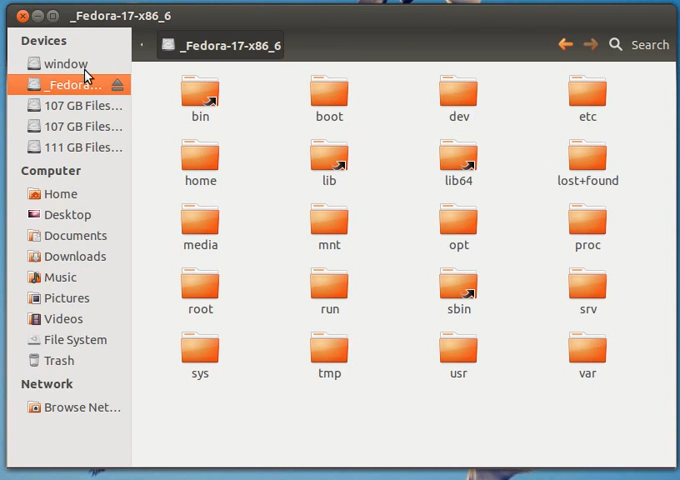 _Fedora-17-x86_6
Devices
_Fedora-17-x86_6
Search
window
_Fedora...
107 GB Files...
107 GB Files...
111 GB Files...
Computer
Home
Desktop
Documents
Downloads
Music
Pictures
Videos
File System
Trash
Network
Browse Net...
bin boot dev etc
home lib lib64 lost+found
media mnt opt proc
root run sbin srv
sys tmp usr var